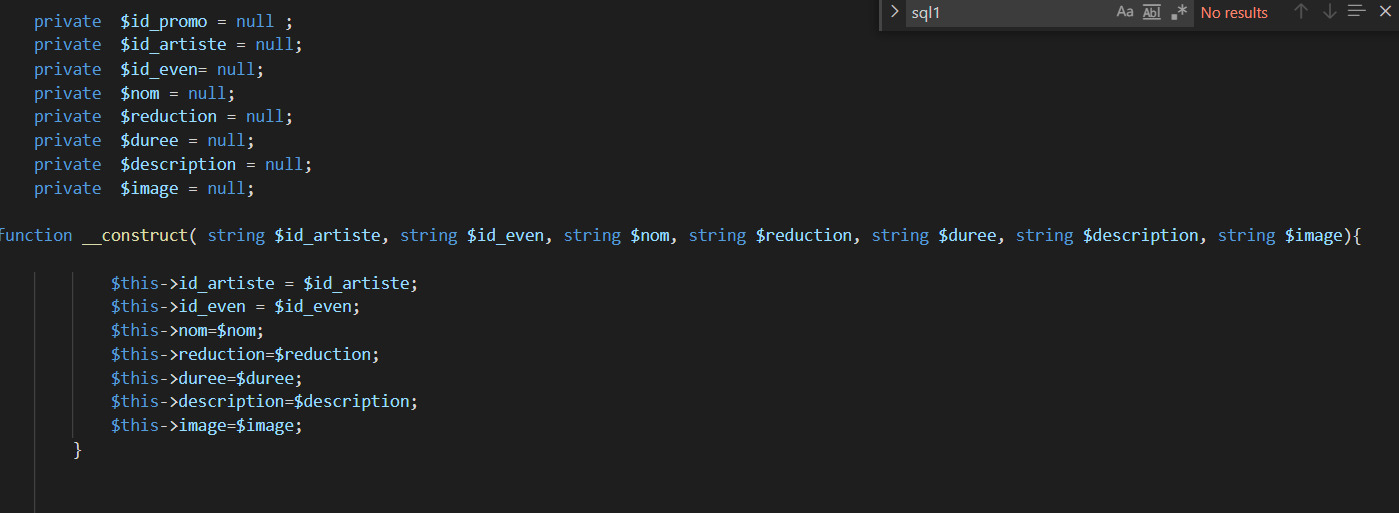 private  $id_promo = null ;
private  $id_artiste = null;
private  $id_even= null;
private  $nom = null;
private  $reduction = null;
private  $duree = null;
private  $description = null;
private  $image = null;
sql1 Aa Abl .* No results
function __construct( string $id_artiste, string $id_even, string $nom, string $reduction, string $duree, string $description, string $image){
$this->id_artiste = $id_artiste;
$this->id_even = $id_even;
$this->nom=$nom;
$this->reduction=$reduction;
$this->duree=$duree;
$this->description=$description;
$this->image=$image;
}